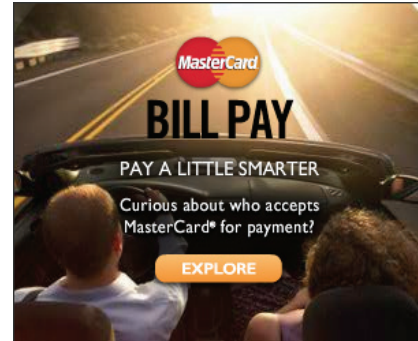 MasterCard
BILL PAY
PAY A LITTLE SMARTER
Curious about who accepts
MasterCard® for payment?
EXPLORE